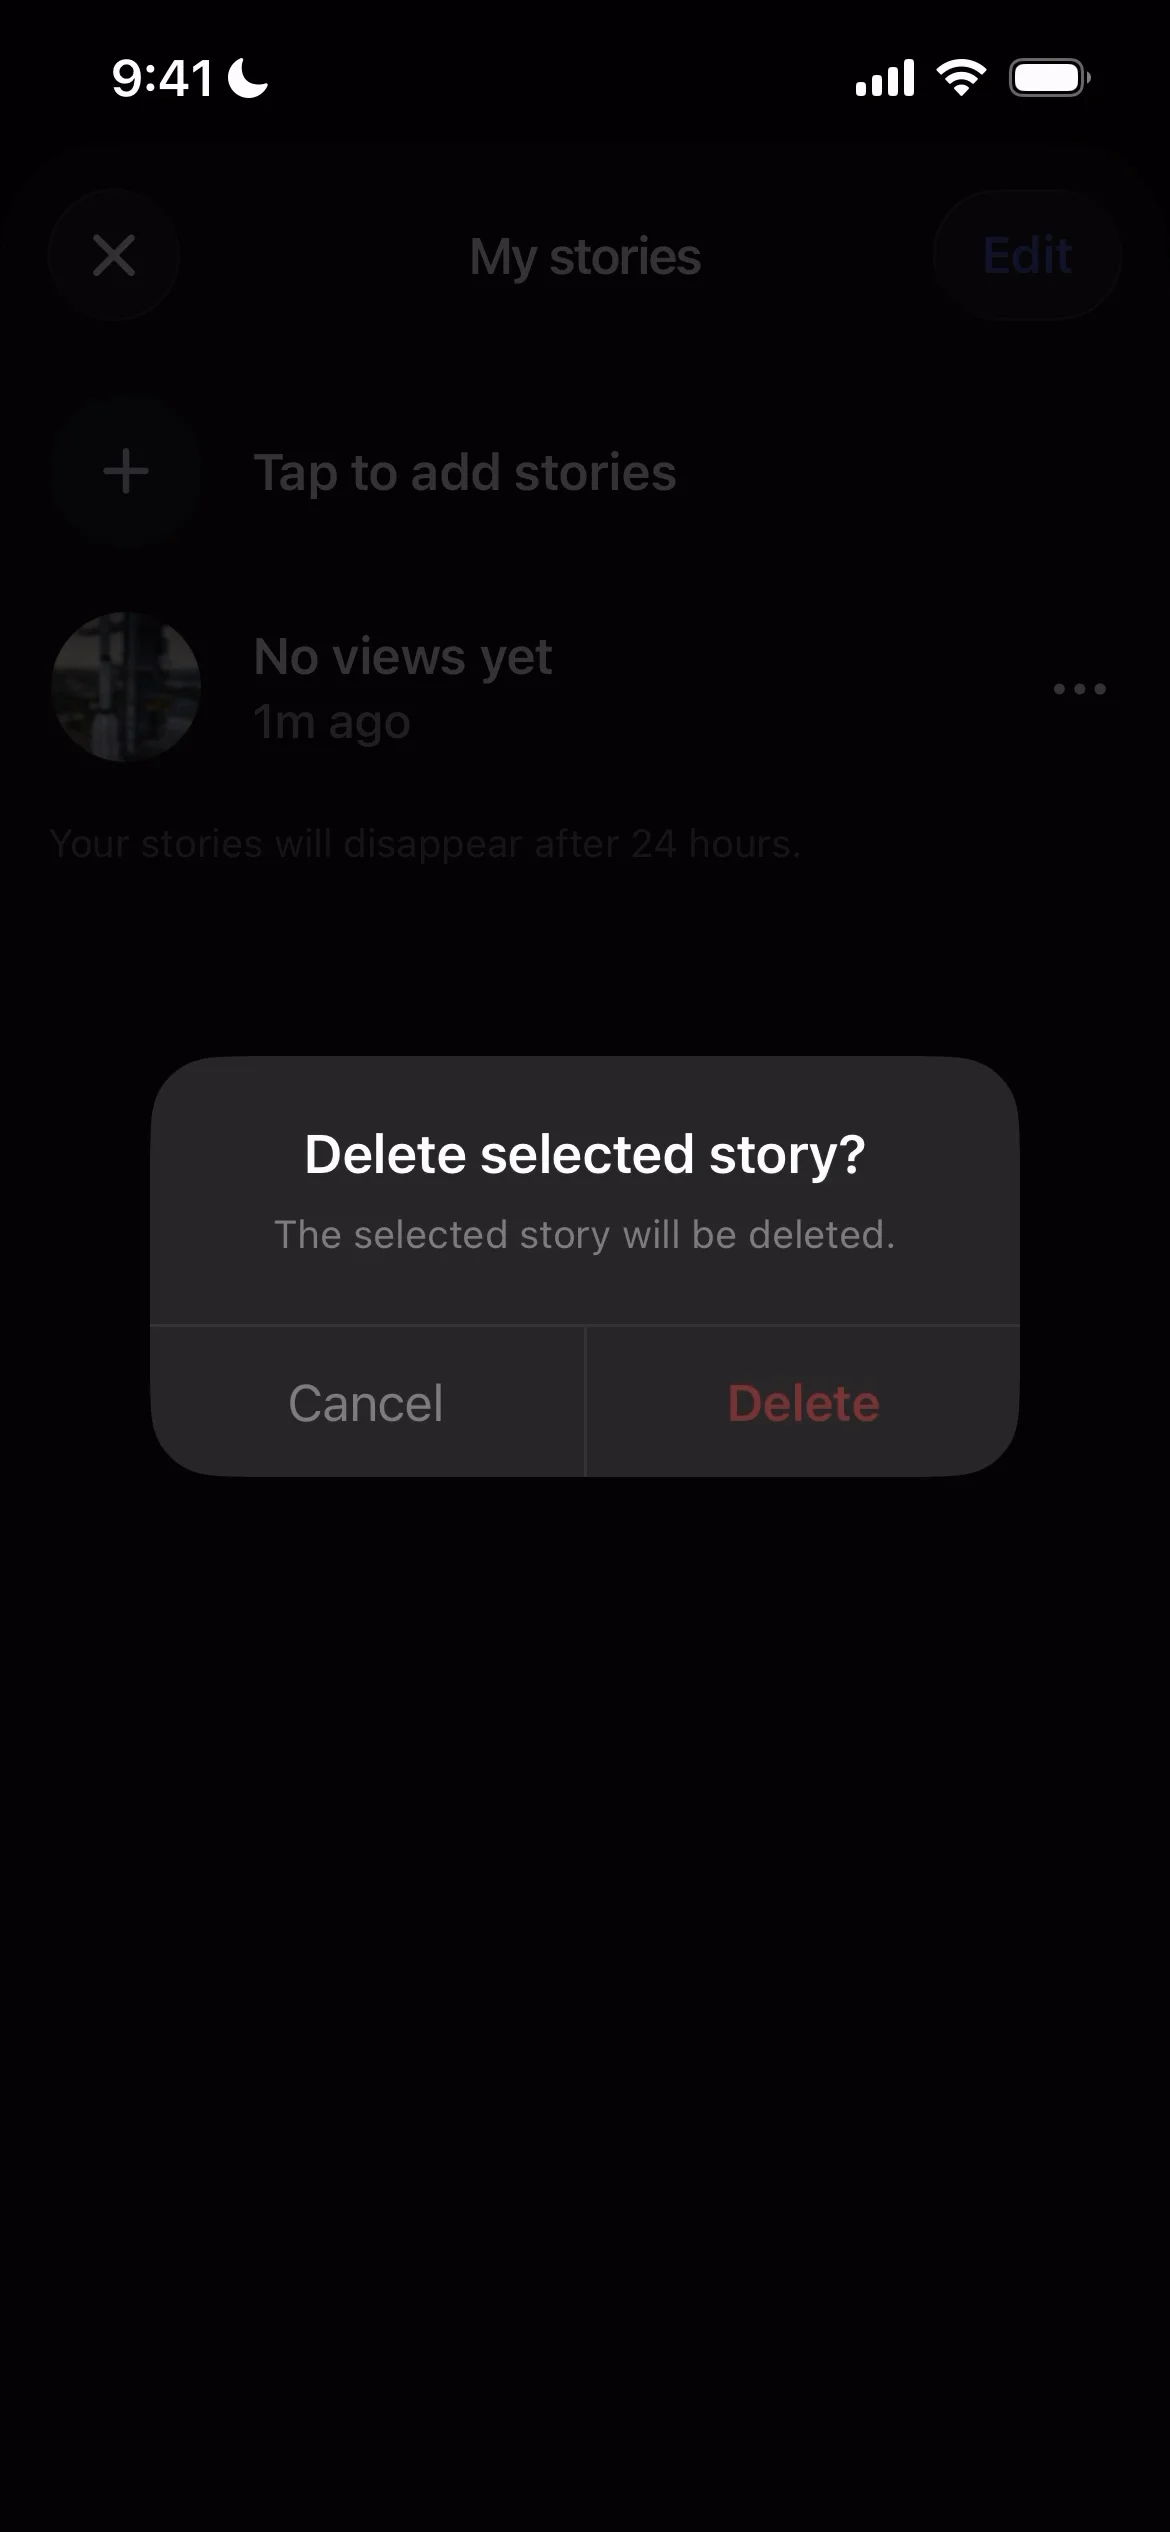 9:41
My stories
Edit
Tap to add stories
No views yet
1m ago
Your stories will disappear after 24 hours.
Delete selected story?
The selected story will be deleted.
Cancel
Delete